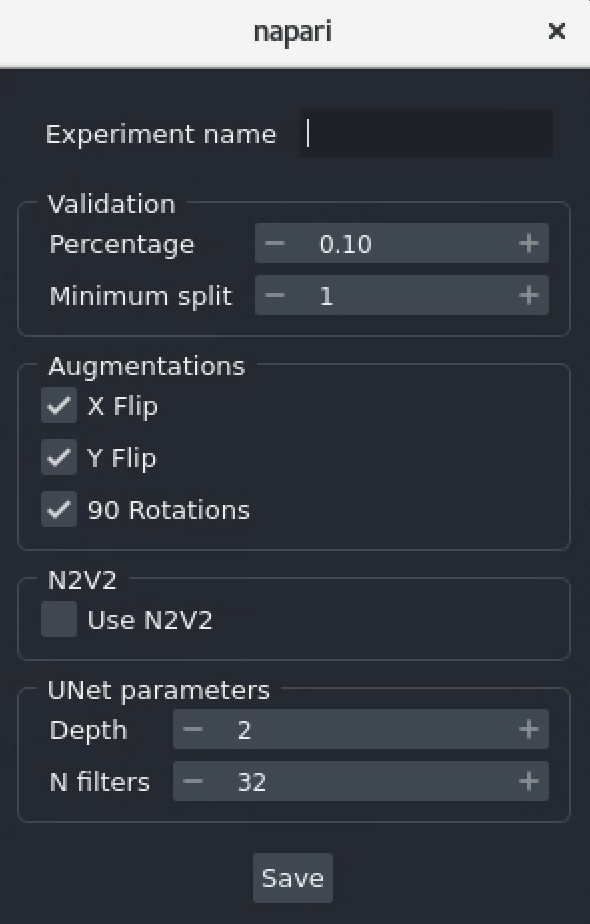 napari
Experiment name
Validation
Percentage 0.10
Minimum split 1
Augmentations
X Flip
Y Flip
90 Rotations
N2V2
Use N2V2
UNet parameters
Depth 2
N filters 32
Save